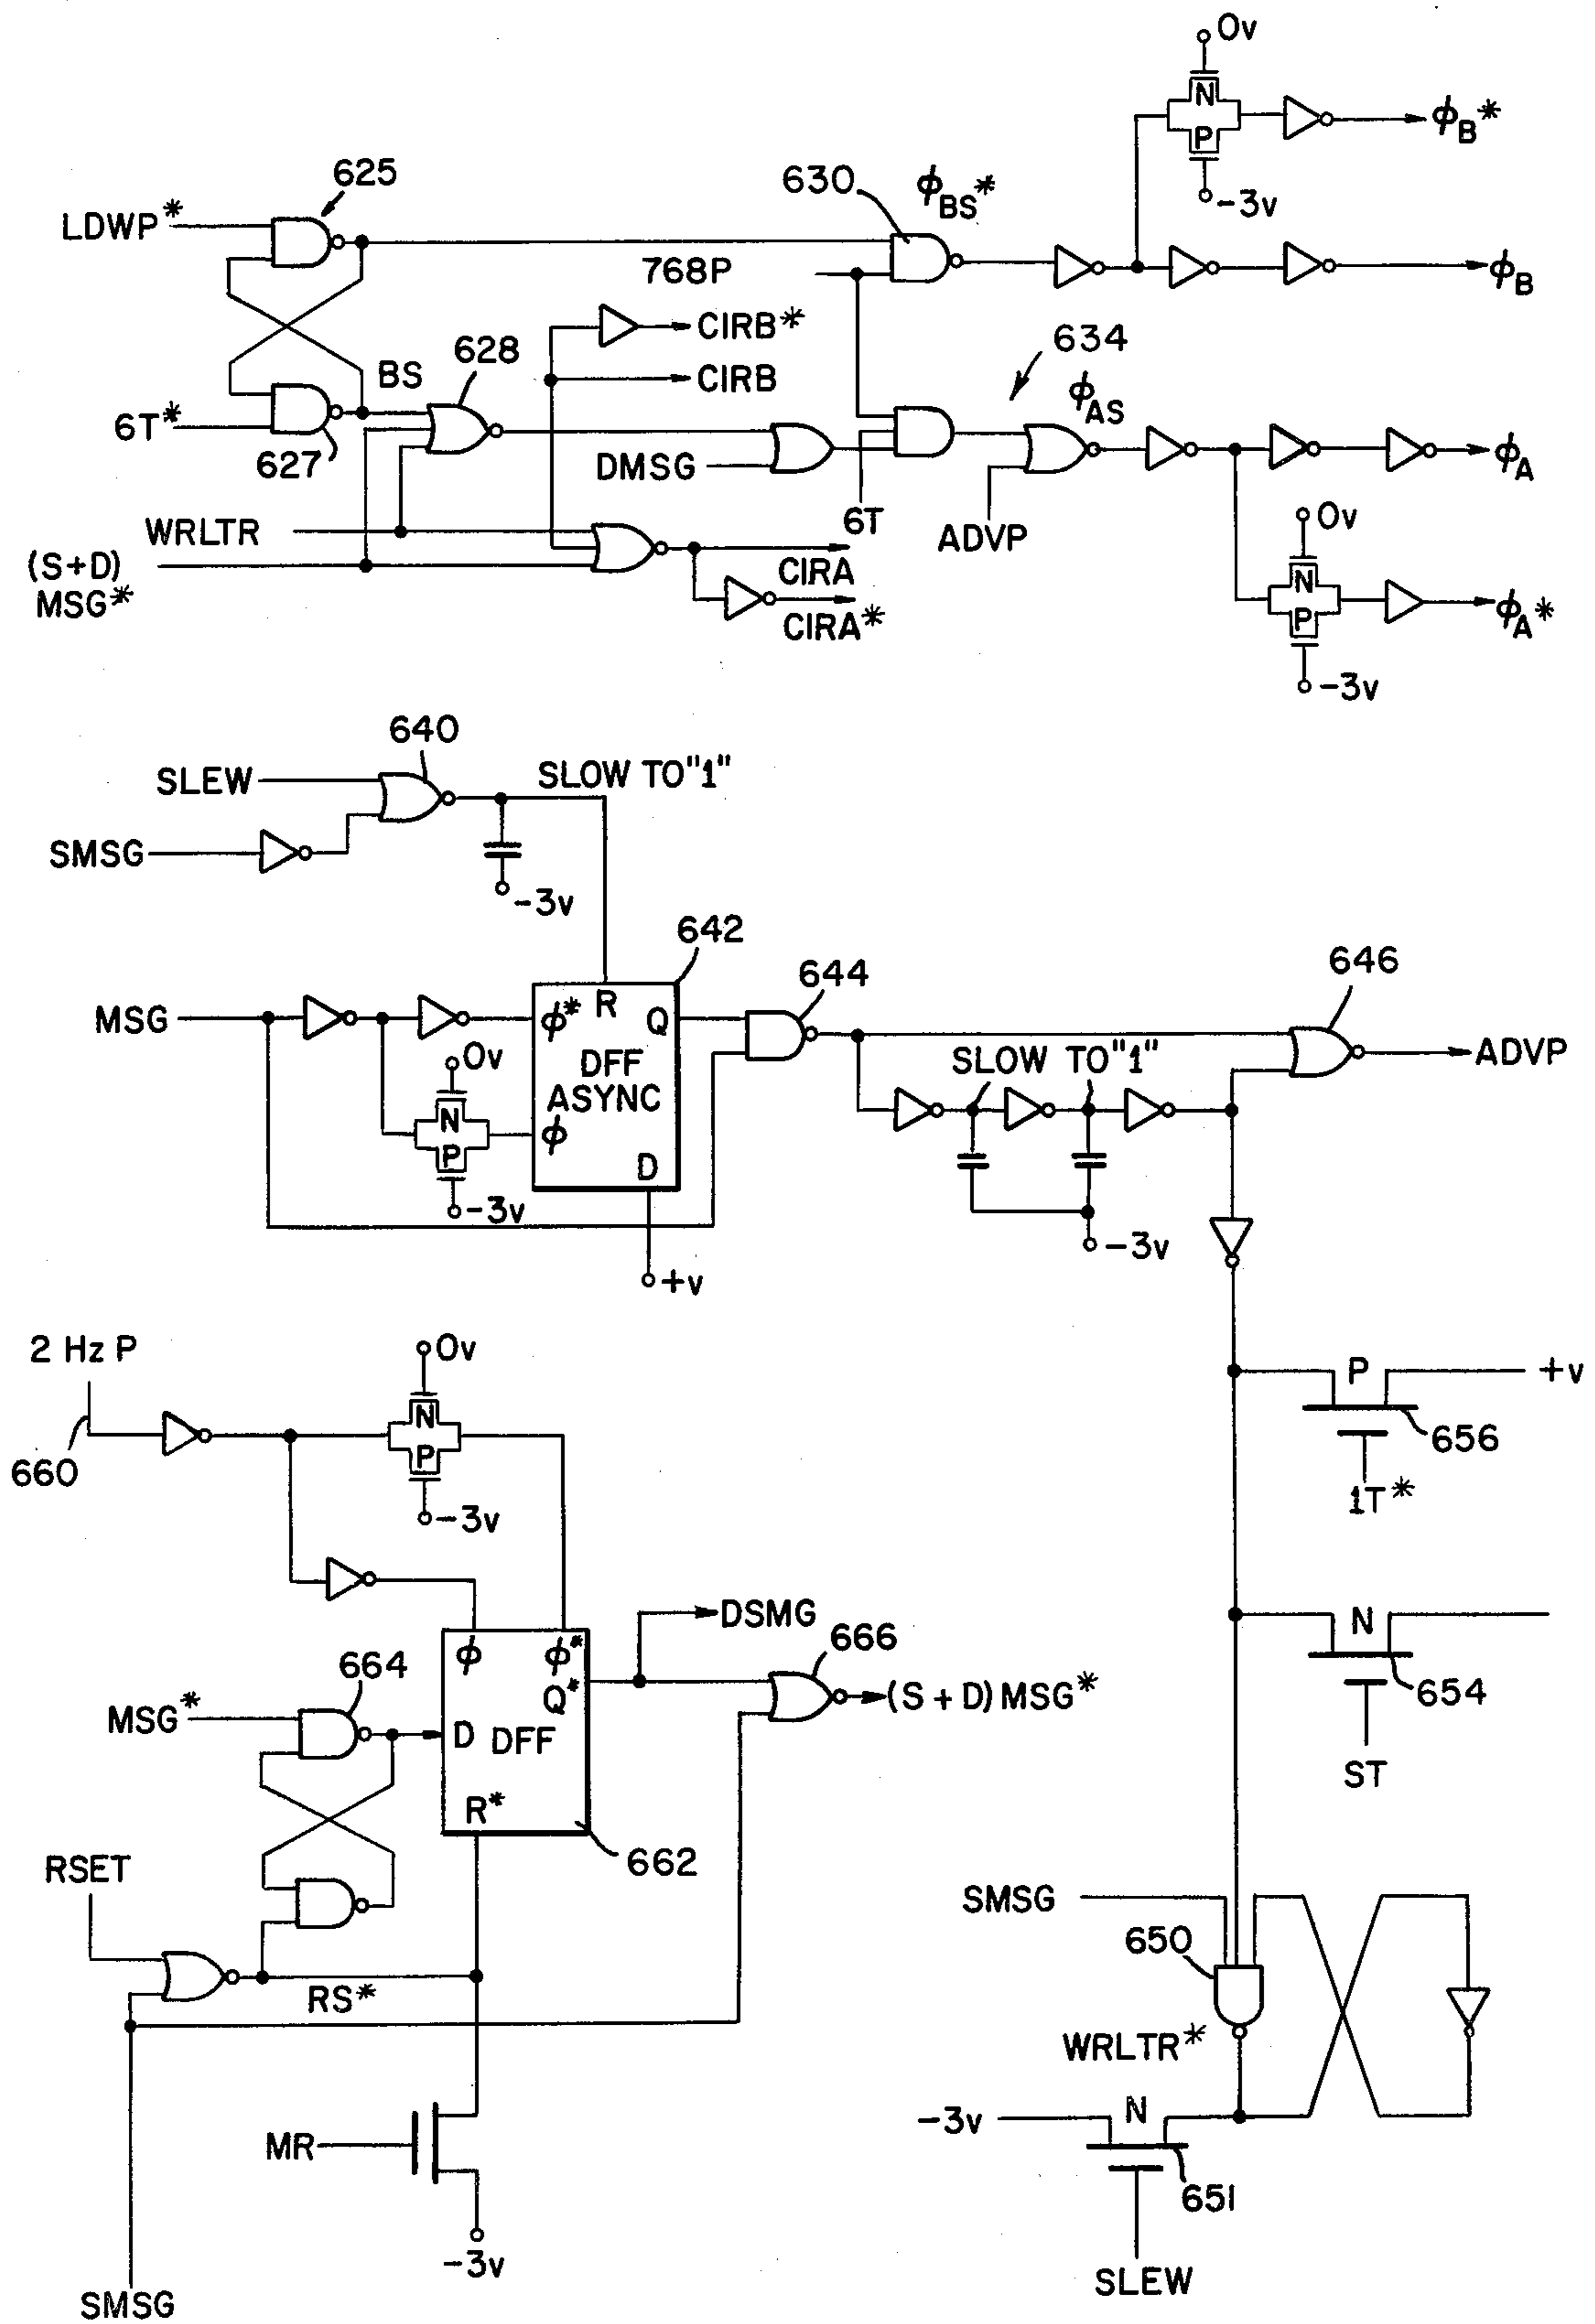 0v
N
P
-3v
ϕB*
625
LDWP*
630
ϕBS*
768P
ϕB
CIRB*
628
634
BS
CIRB
ϕAS
6T*
627
DMSG
ϕA
WRLTR
6T
ADVP
0v
(S+D)
MSG*
CIRA
CIRA*
N
P
ϕA*
-3v
640
SLEW
SLOW TO "1"
SMSG
-3v
642
644
646
MSG
ϕ*
R
Q
0v
DFF
ASYNC
SLOW TO "1"
ADVP
N
P
ϕ
D
-3v
-3v
+v
2 Hz P
0v
N
P
660
-3v
P
+v
656
1T*
DSMG
N
654
ST
664
ϕ
ϕ*
666
MSG*
Q*
(S + D) MSG*
D
DFF
R*
662
RSET
SMSG
650
RS*
WRLTR*
-3v
N
MR
651
-3v
SLEW
SMSG